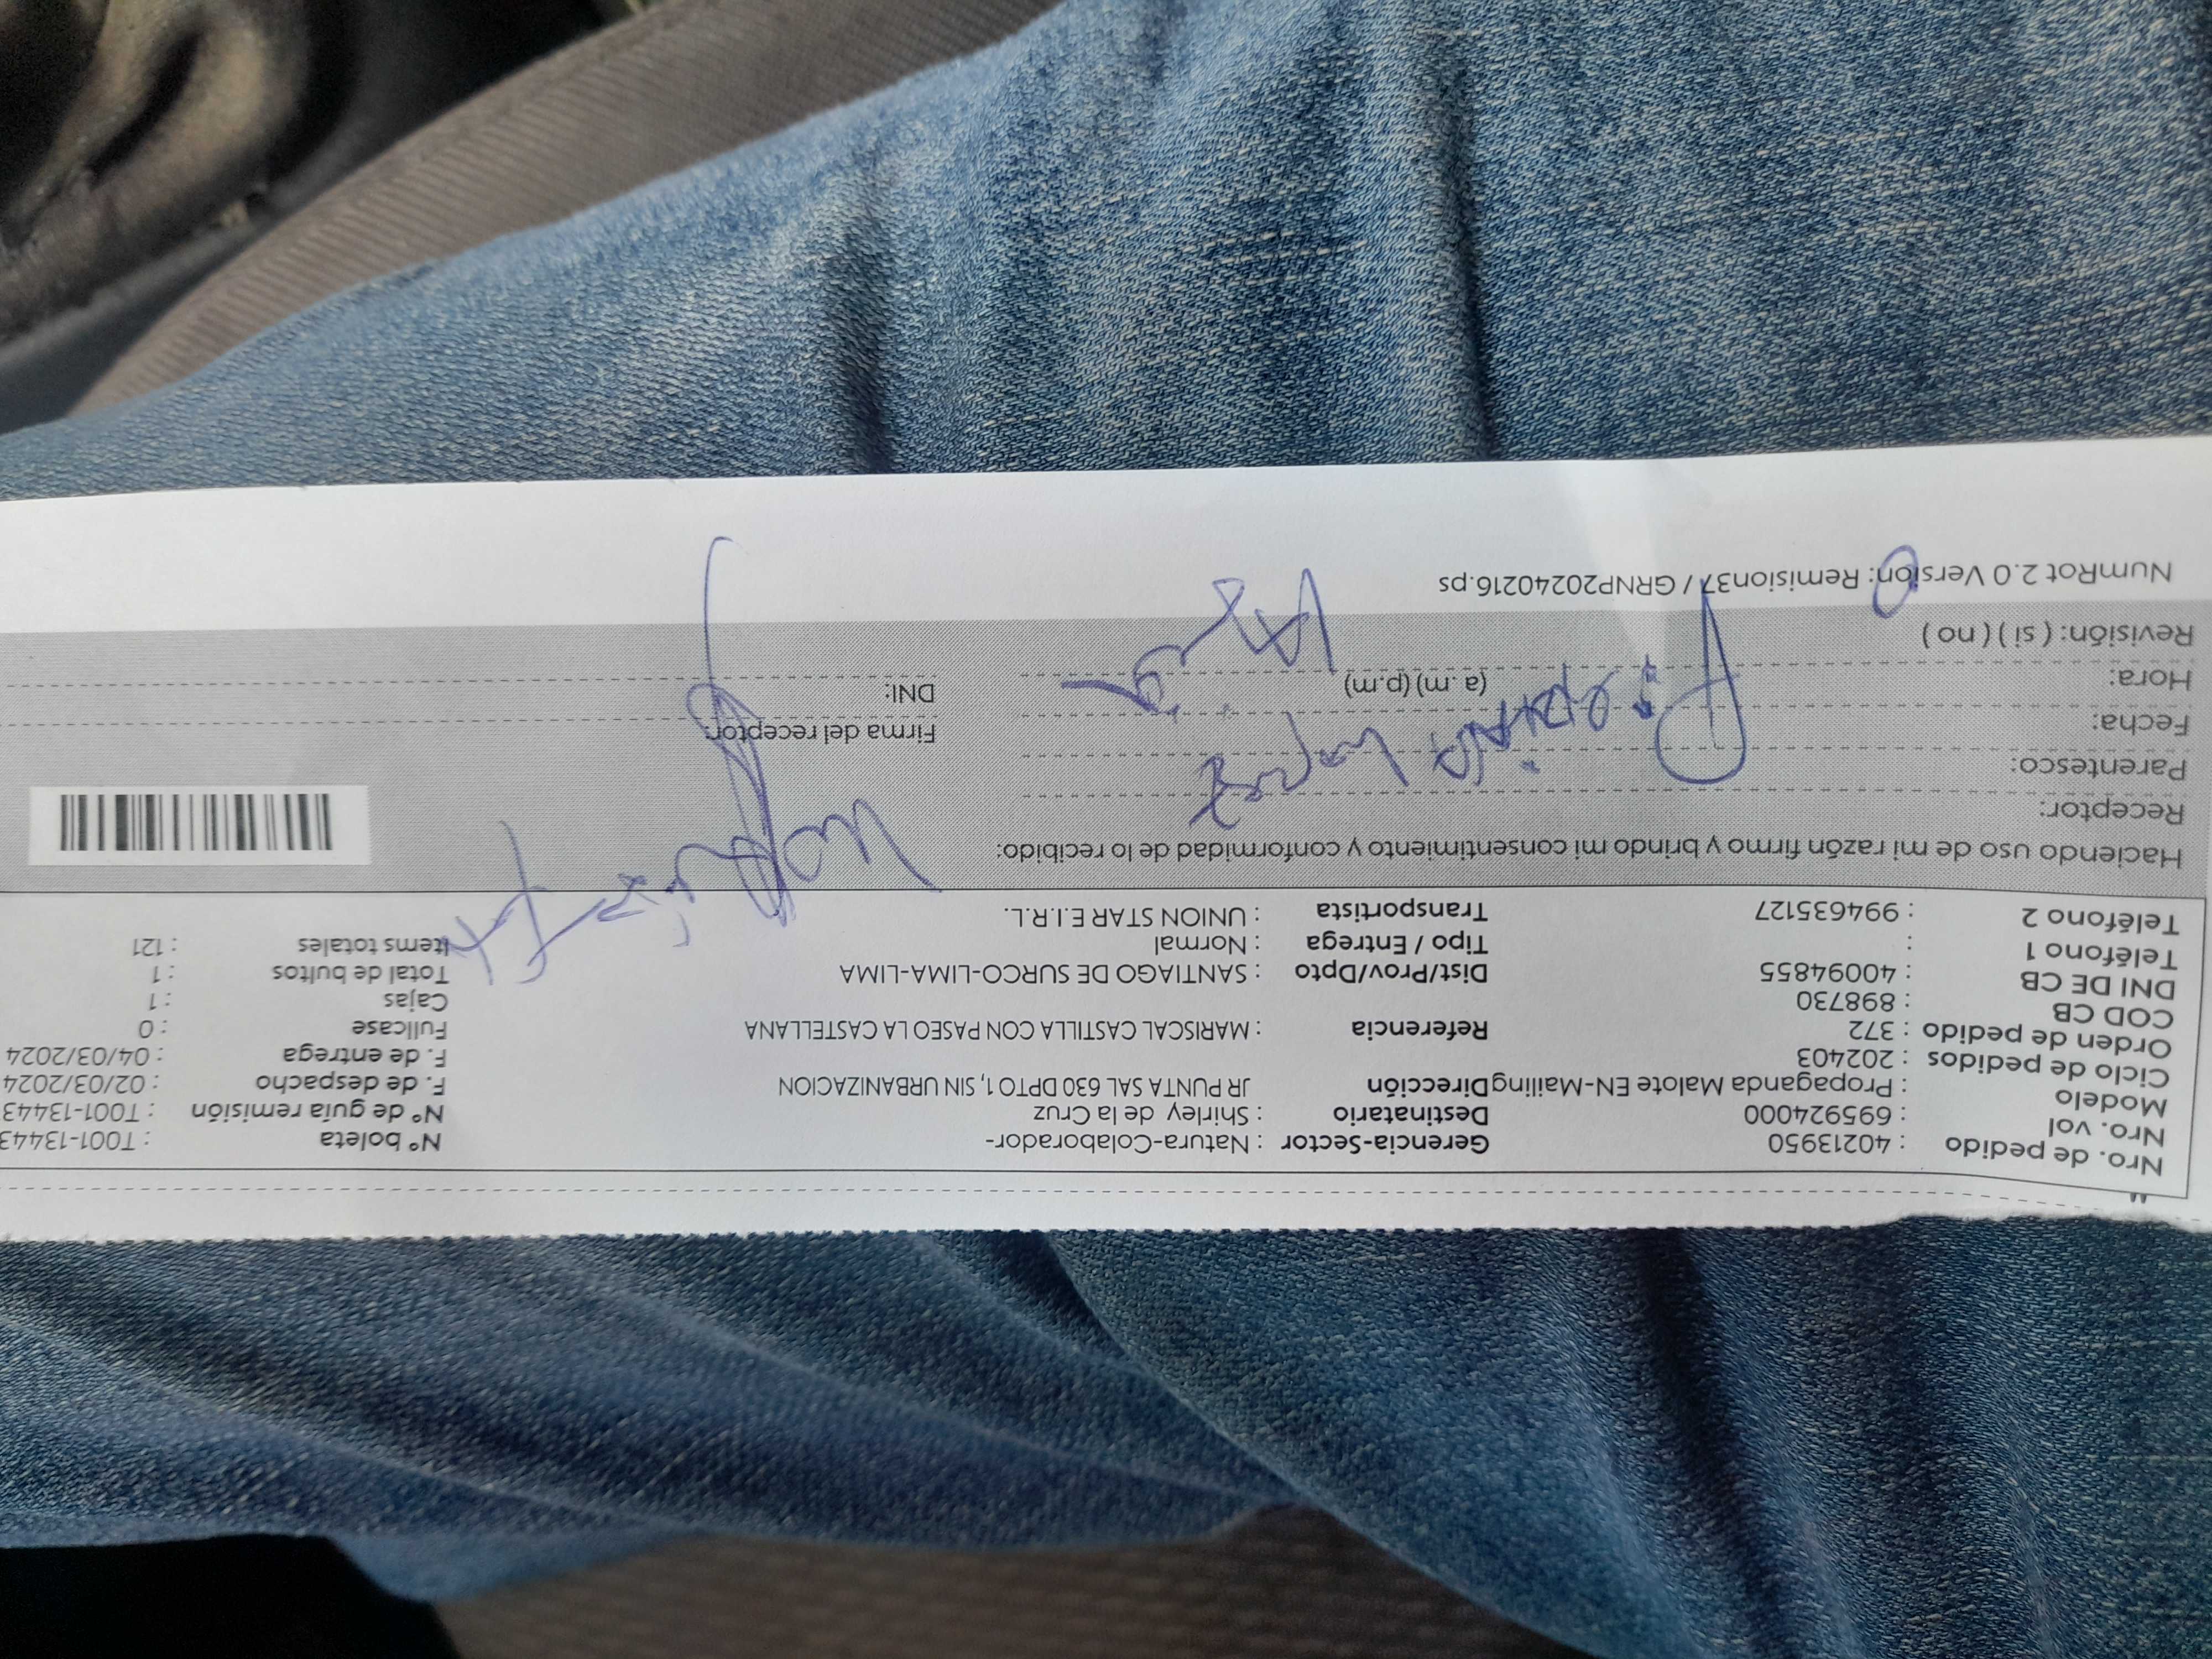 Nro. de pedido : 40213950 Gerencia-Sector : Natura-Colaborador- N° boleta : T001-13443
Nro. vol : 695924000 Destinatario : Shirley de la Cruz N° de guía remisión : T001-13443
Modelo : Propaganda Malote EN-Mailing Dirección JR PUNTA SAL 630 DPTO 1, SIN URBANIZACION F. de despacho : 02/03/2024
Ciclo de pedidos : 202403 F. de entrega : 04/03/2024
Orden de pedido : 372 Referencia : MARISCAL CASTILLA CON PASEO LA CASTELLANA Fullcase : 0
COD CB : 898730 Cajas : 1
DNI DE CB : 40094855 Dist/Prov/Dpto : SANTIAGO DE SURCO-LIMA-LIMA Total de bultos : 1
Teléfono 1 : Tipo / Entrega : Normal Items totales : 121
Teléfono 2 : 994635127 Transportista : UNION STAR E.I.R.L.
Haciendo uso de mi razón firmo y brindo mi consentimiento y conformidad de lo recibido:
Receptor:
Parentesco:
Fecha: Firma del receptor:
Hora: (a.m) (p.m) DNI:
Revisión: ( si ) ( no )
NumRot 2.0 Version: Remision37 / GRNP20240216.ps